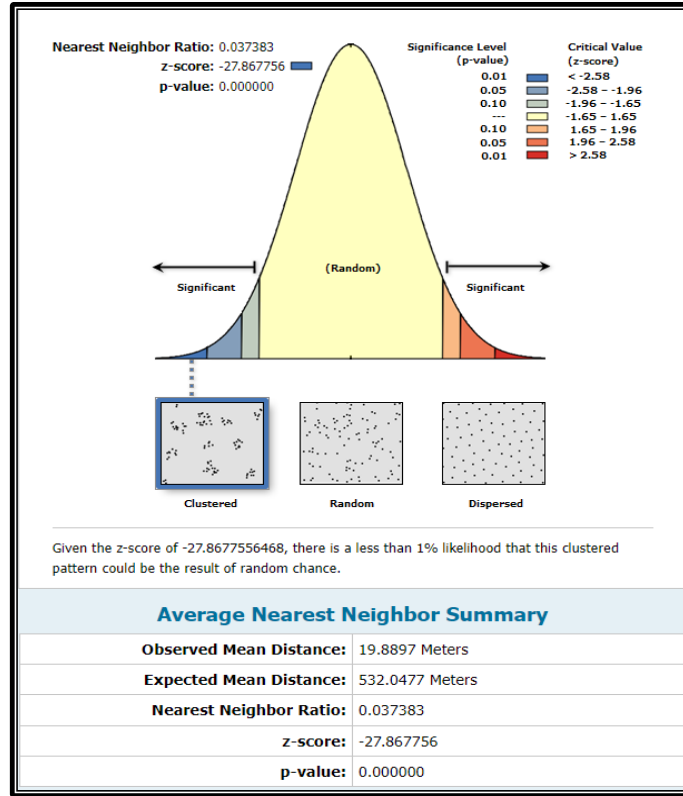 Nearest Neighbor Ratio: 0.037383
z-score: -27.867756
p-value: 0.000000
Significance Level Critical Value
(p-value) (z-score)
0.01 < -2.58
0.05 -2.58 – -1.96
0.10 -1.96 – -1.65
--- -1.65 – 1.65
0.10 1.65 – 1.96
0.05 1.96 – 2.58
0.01 > 2.58
(Random)
Significant Significant
Clustered Random Dispersed
Given the z-score of -27.8677556468, there is a less than 1% likelihood that this clustered
pattern could be the result of random chance.
Average Nearest Neighbor Summary
Observed Mean Distance: 19.8897 Meters
Expected Mean Distance: 532.0477 Meters
Nearest Neighbor Ratio: 0.037383
z-score: -27.867756
p-value: 0.000000